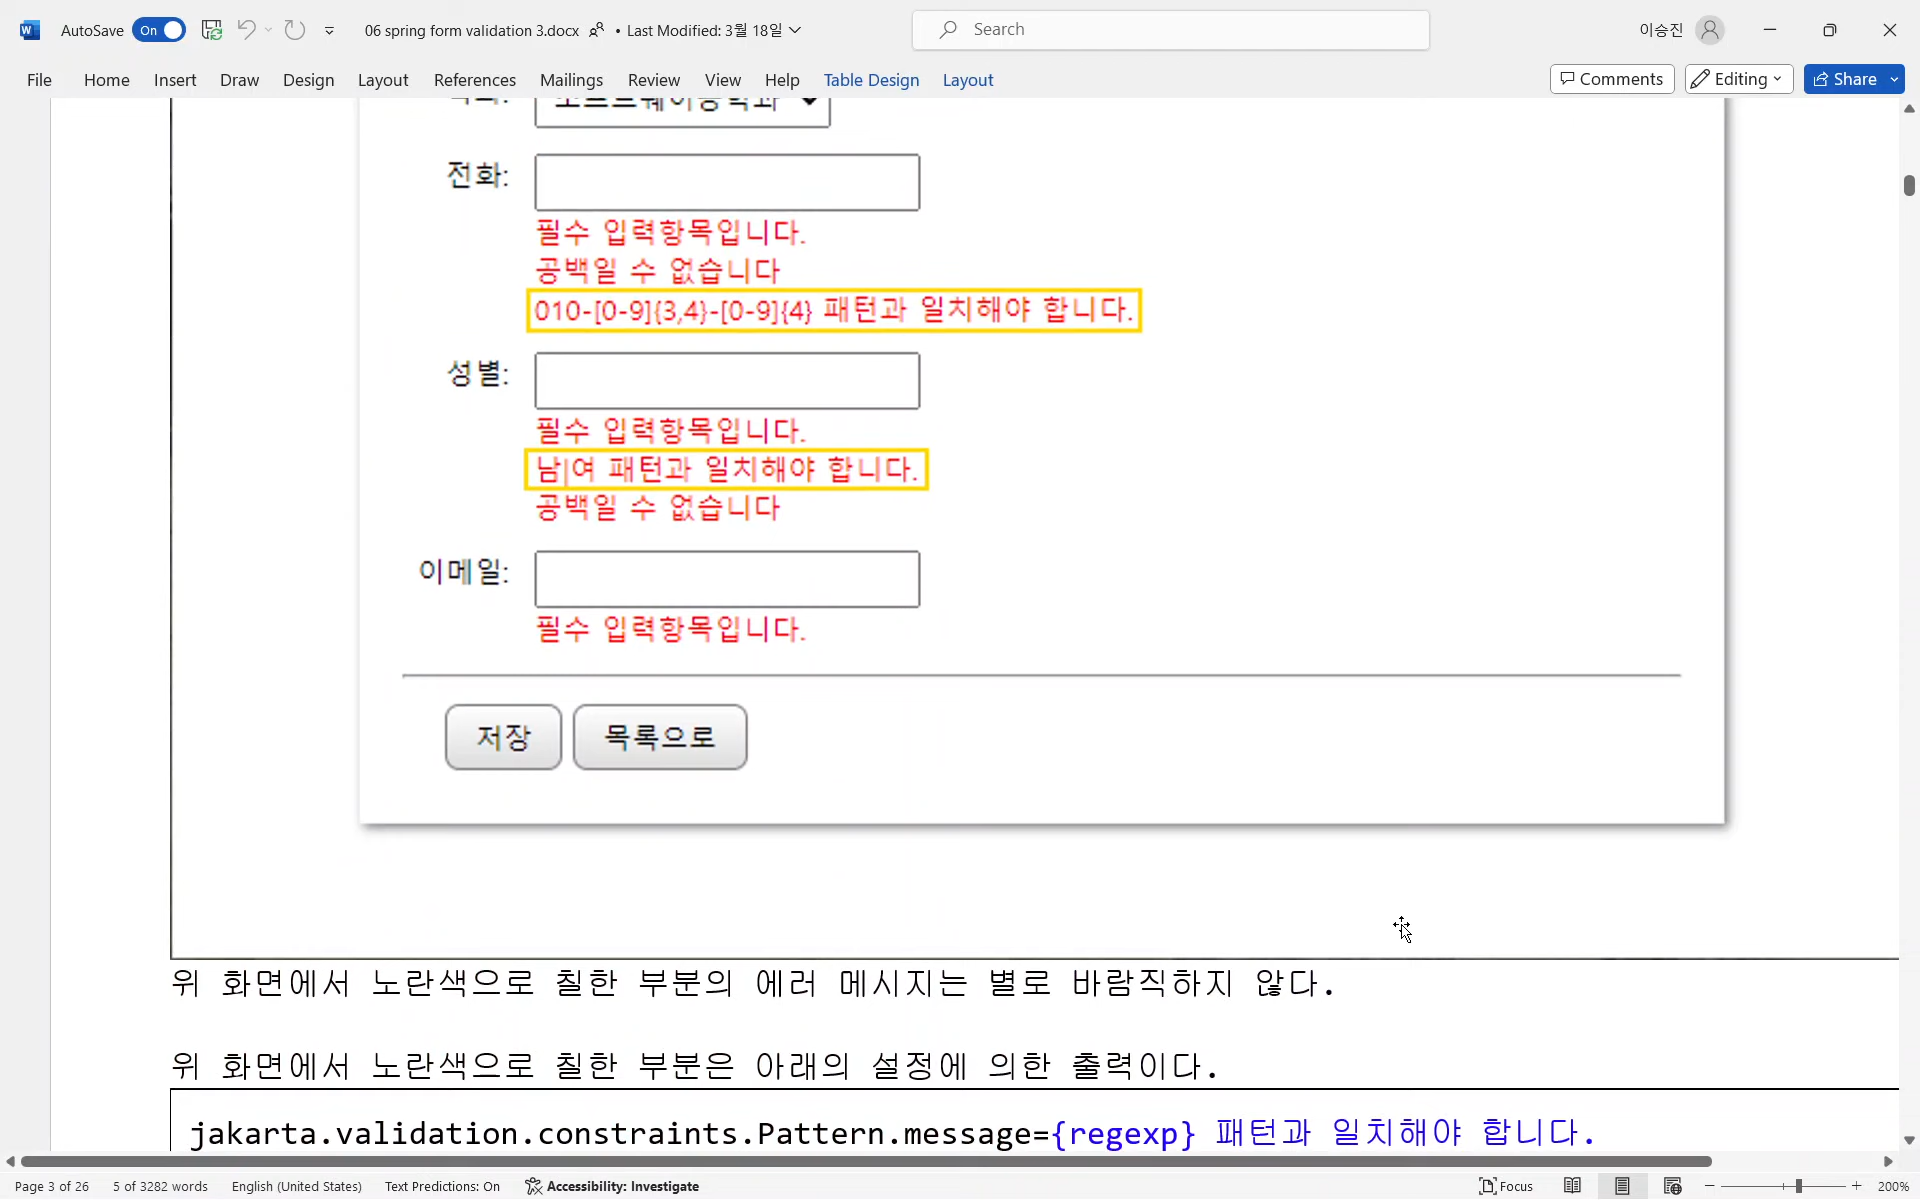 AutoSave On 06 spring form validation 3.docx • Last Modified: 3월 18일 Search 이승진
File Home Insert Draw Design Layout References Mailings Review View Help Table Design Layout Comments Editing Share
전화:
필수 입력항목입니다.
공백일 수 없습니다
010-[0-9]{3,4}-[0-9]{4} 패턴과 일치해야 합니다.
성별:
필수 입력항목입니다.
남|여 패턴과 일치해야 합니다.
공백일 수 없습니다
이메일:
필수 입력항목입니다.
저장 목록으로
위 화면에서 노란색으로 칠한 부분의 에러 메시지는 별로 바람직하지 않다.
위 화면에서 노란색으로 칠한 부분은 아래의 설정에 의한 출력이다.
jakarta.validation.constraints.Pattern.message={regexp} 패턴과 일치해야 합니다.
Page 3 of 26 5 of 3282 words English (United States) Text Predictions: On Accessibility: Investigate Focus 200%